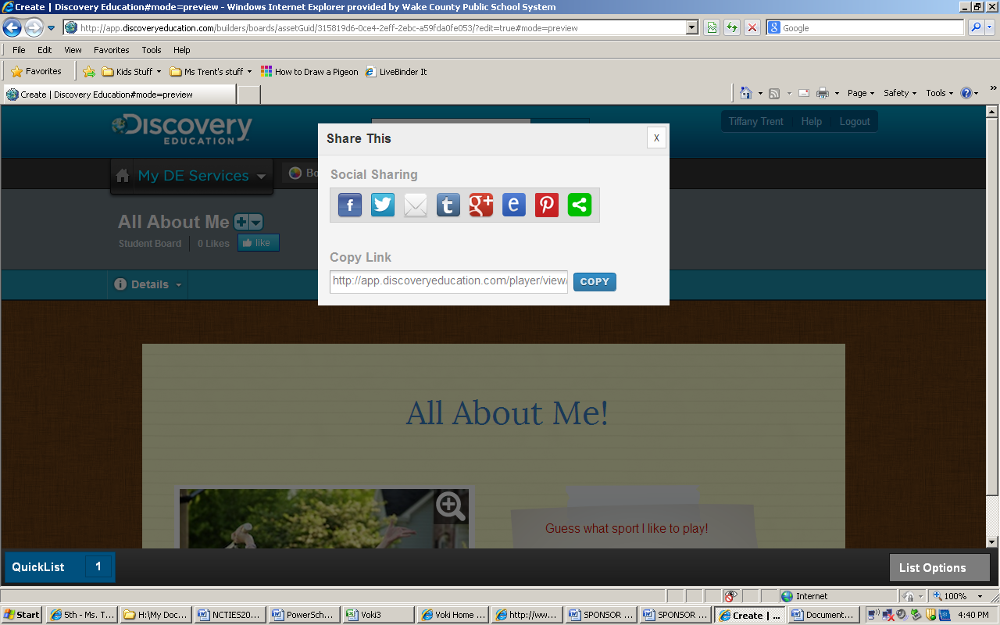 Create | Discovery Education#mode=preview - Windows Internet Explorer provided by Wake County Public School System
http://app.discoveryeducation.com/builders/boards/assetGuid/315819d6-0ce4-2eff-2ebc-a59fda0fe053/?edit=true#mode=preview
Google
File Edit View Favorites Tools Help
Favorites Kids Stuff Ms Trent's stuff How to Draw a Pigeon LiveBinder It
Create | Discovery Education#mode=preview
Page Safety Tools
Discovery
EDUCATION
Tiffany Trent Help Logout
My DE Services
Bo
Share This
X
Social Sharing
Copy Link
http://app.discoveryeducation.com/player/view/
COPY
All About Me
Student Board 0 Likes like
Details
All About Me!
Guess what sport I like to play!
QuickList 1
List Options
Internet
100%
Start
5th - Ms. T...
H:\My Doc...
NCTIES20...
PowerSch...
Voki3
Voki Home ...
http://ww...
SPONSOR ...
SPONSOR ...
Create | ...
Document...
4:40 PM